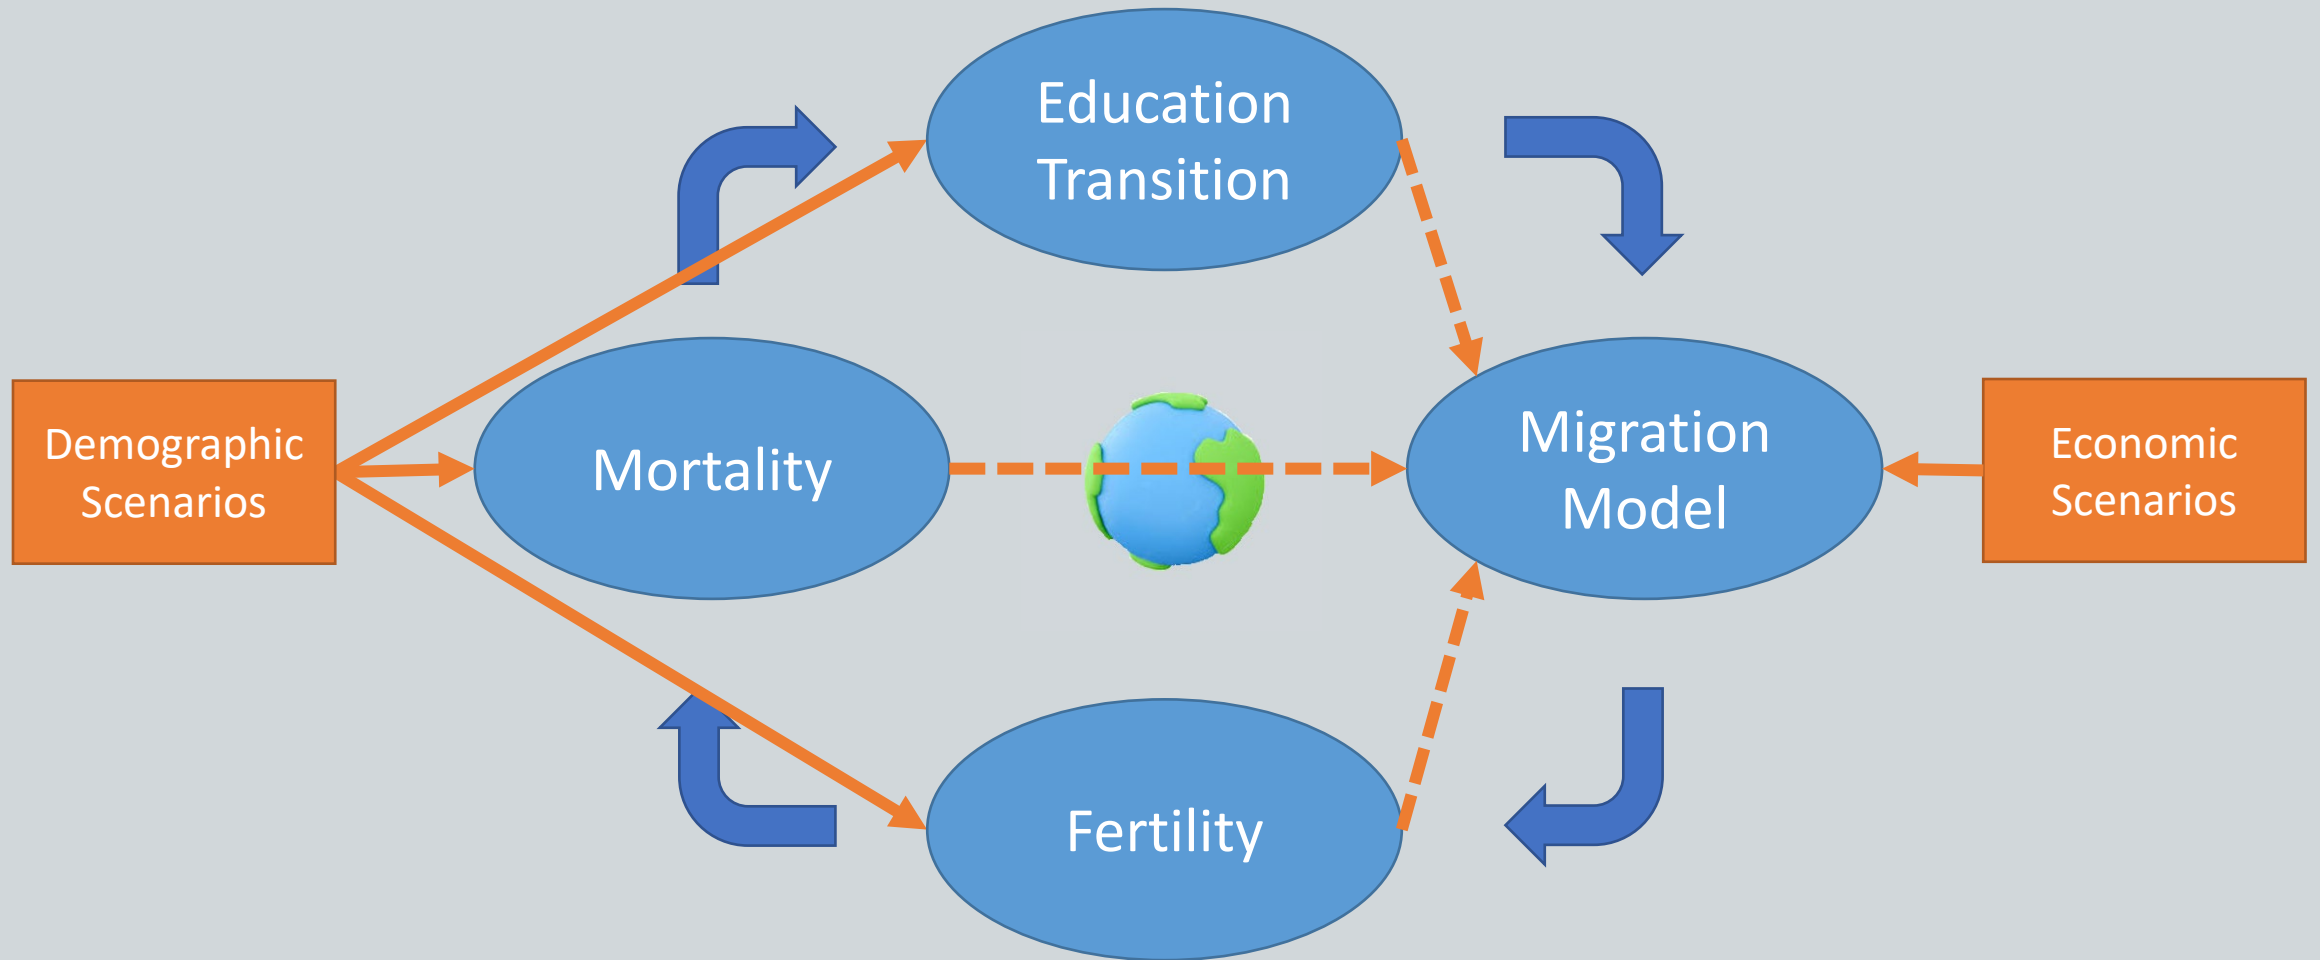 Education
Transition
Demographic
Scenarios
Mortality
Migration
Model
Economic
Scenarios
Fertility